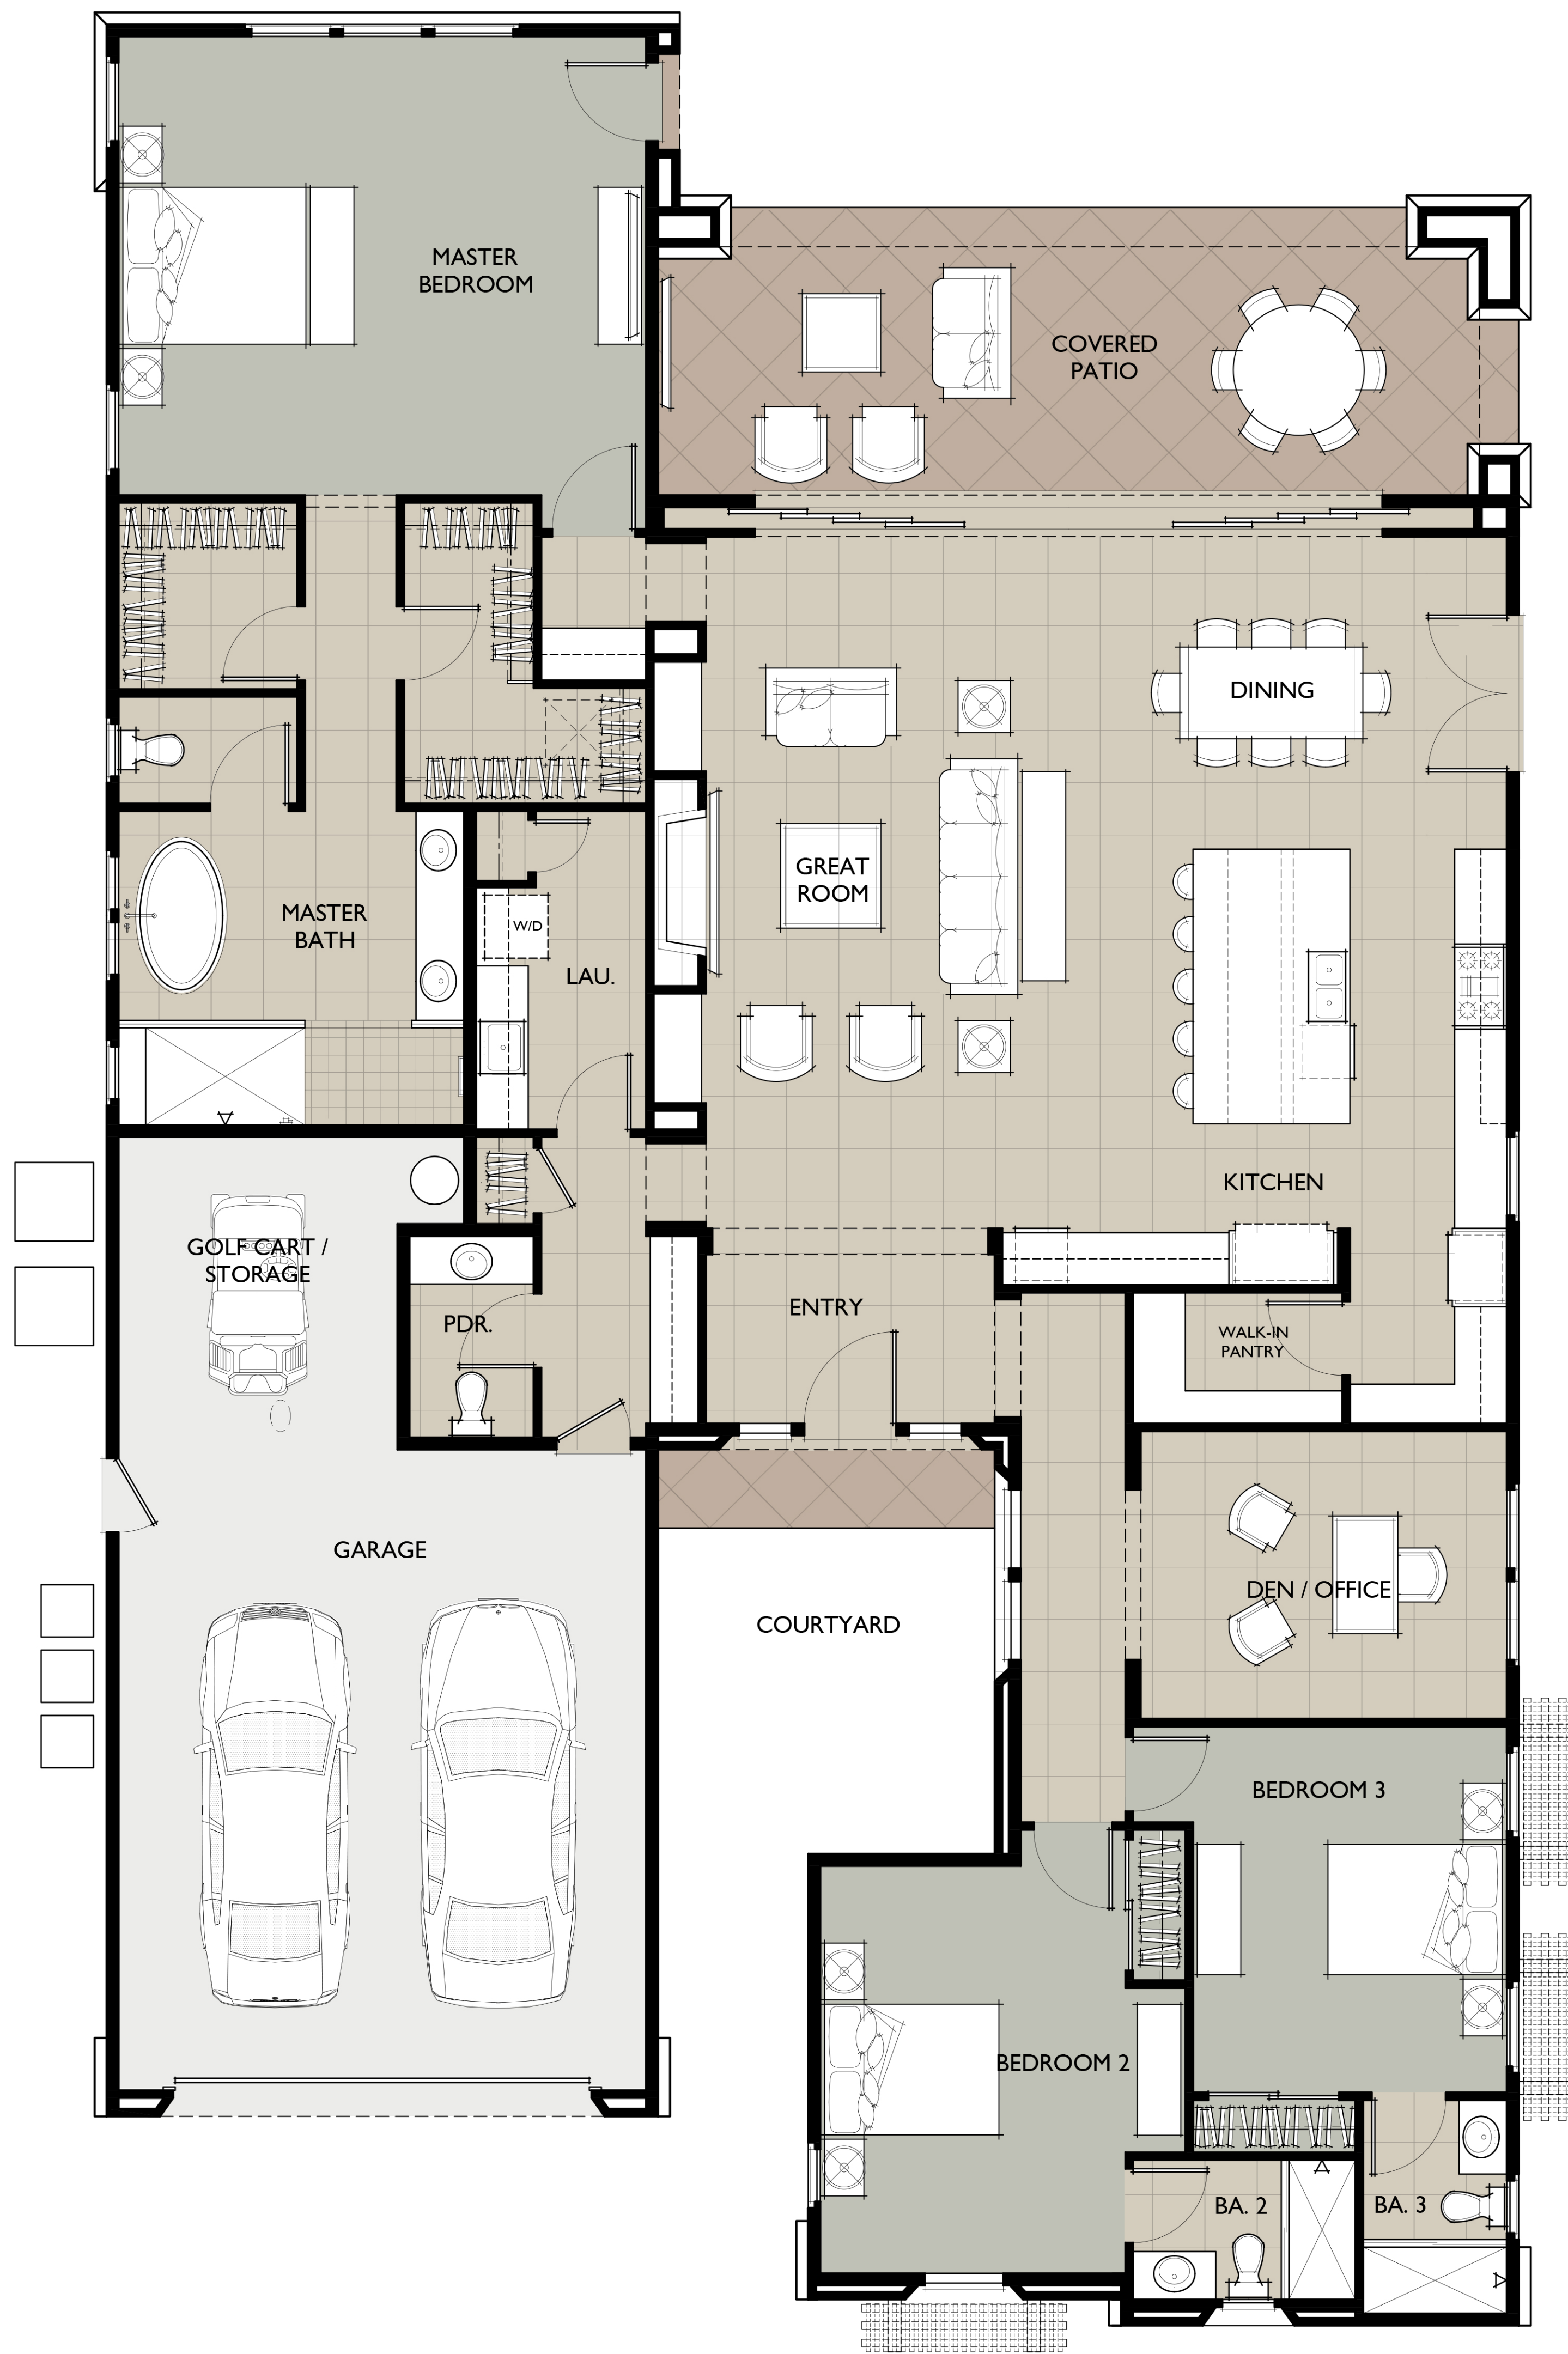 MASTER
BEDROOM
COVERED
PATIO
DINING
GREAT
ROOM
MASTER
BATH
W/D
LAU.
KITCHEN
GOLF CART /
STORAGE
PDR.
ENTRY
WALK-IN
PANTRY
GARAGE
DEN / OFFICE
COURTYARD
BEDROOM 3
BEDROOM 2
BA. 2
BA. 3